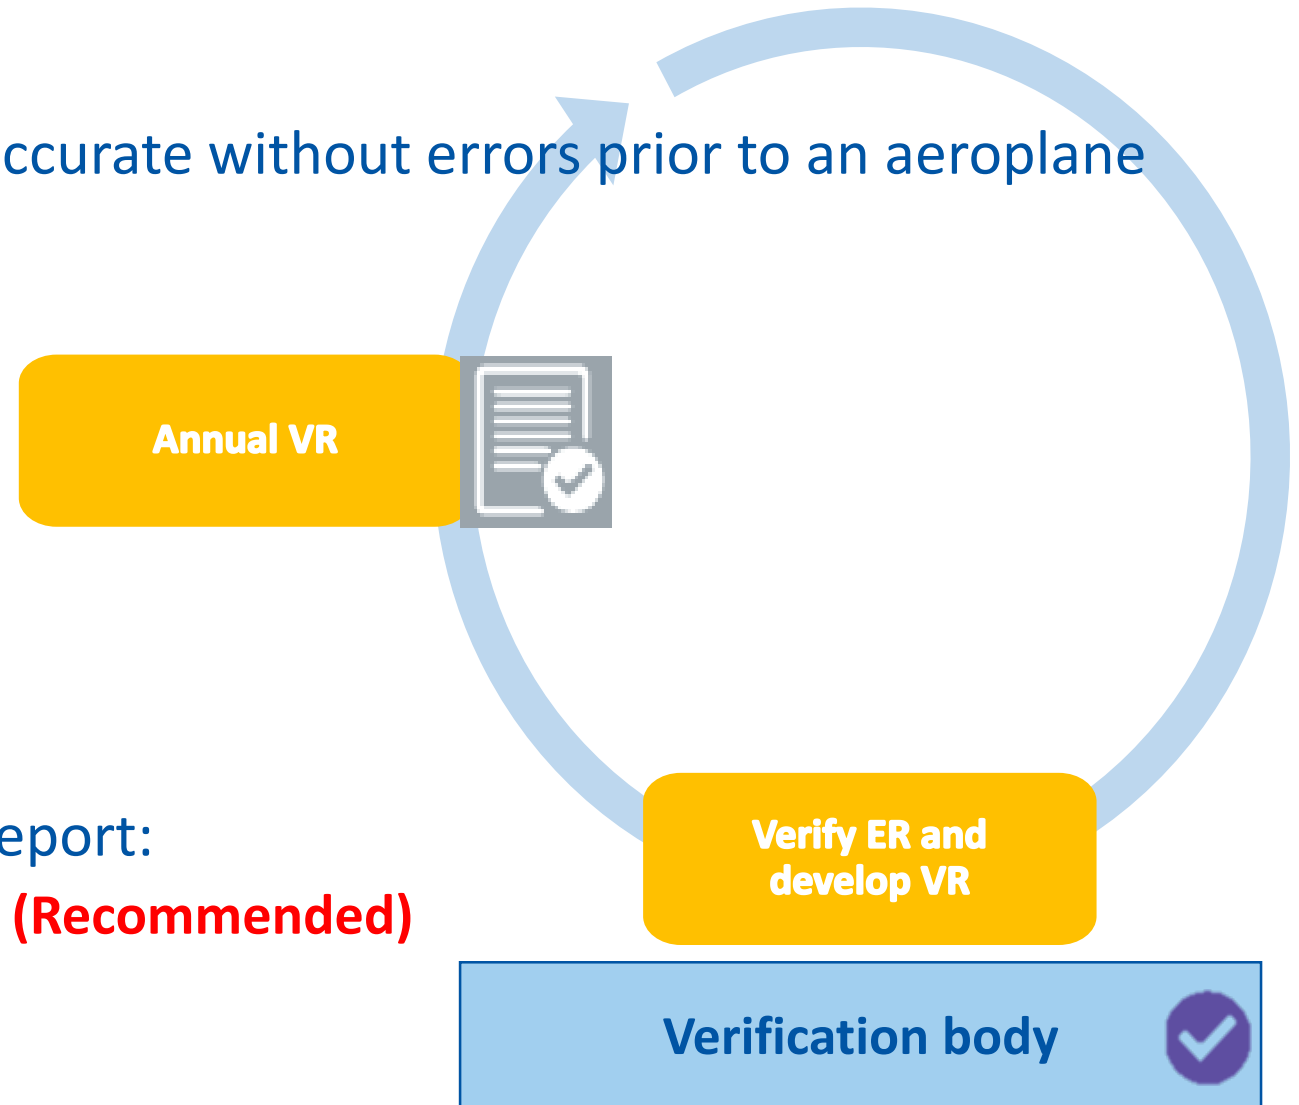 ccurate without errors prior to an aeroplane
Annual VR
eport:
(Recommended)
Verify ER and
develop VR
Verification body